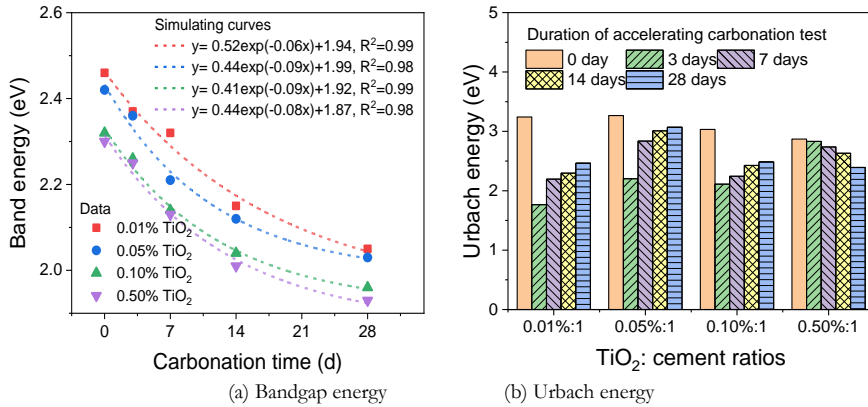 Simulating curves
y= 0.52exp(-0.06x)+1.94, R²=0.99
y= 0.44exp(-0.09x)+1.99, R²=0.98
y= 0.41exp(-0.09x)+1.92, R²=0.99
y= 0.44exp(-0.08x)+1.87, R²=0.98
Data
0.01% TiO₂
0.05% TiO₂
0.10% TiO₂
0.50% TiO₂
Band energy (eV)
2.6
2.4
2.2
2.0
0 7 14 21 28
Carbonation time (d)
(a) Bandgap energy
Duration of accelerating carbonation test
0 day 3 days 7 days
14 days 28 days
Urbach energy (eV)
5
4
3
2
1
0
0.01%:1 0.05%:1 0.10%:1 0.50%:1
TiO₂: cement ratios
(b) Urbach energy